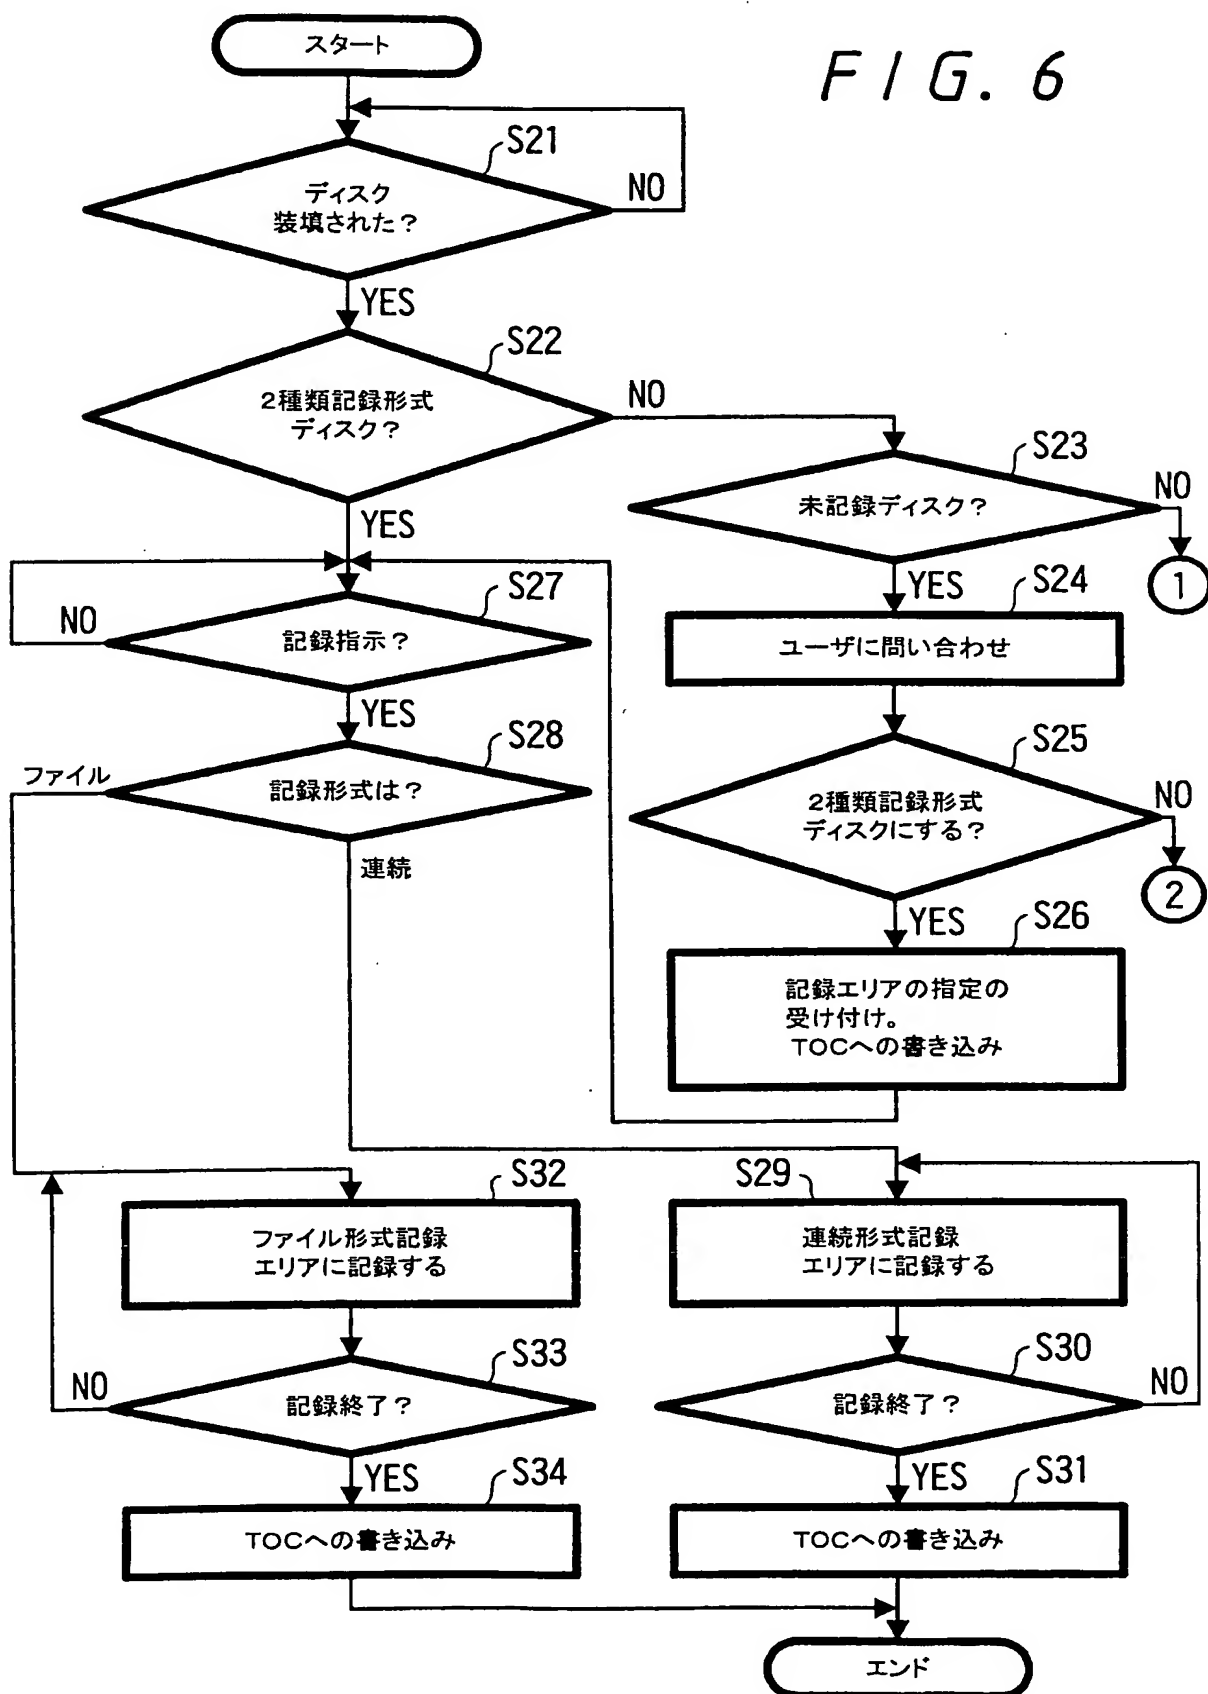 スタート
FIG. 6
S21
ディスク
装填された?
NO
YES
S22
2種類記録形式
ディスク?
NO
YES
S23
未記録ディスク?
NO
1
YES
S24
ユーザに問い合わせ
S27
記録指示?
NO
YES
S28
記録形式は?
ファイル
連続
S25
2種類記録形式
ディスクにする?
NO
2
YES
S26
記録エリアの指定の
受け付け。
TOCへの書き込み
S32
ファイル形式記録
エリアに記録する
S29
連続形式記録
エリアに記録する
S33
記録終了?
NO
YES
S30
記録終了?
NO
YES
S34
TOCへの書き込み
S31
TOCへの書き込み
エンド